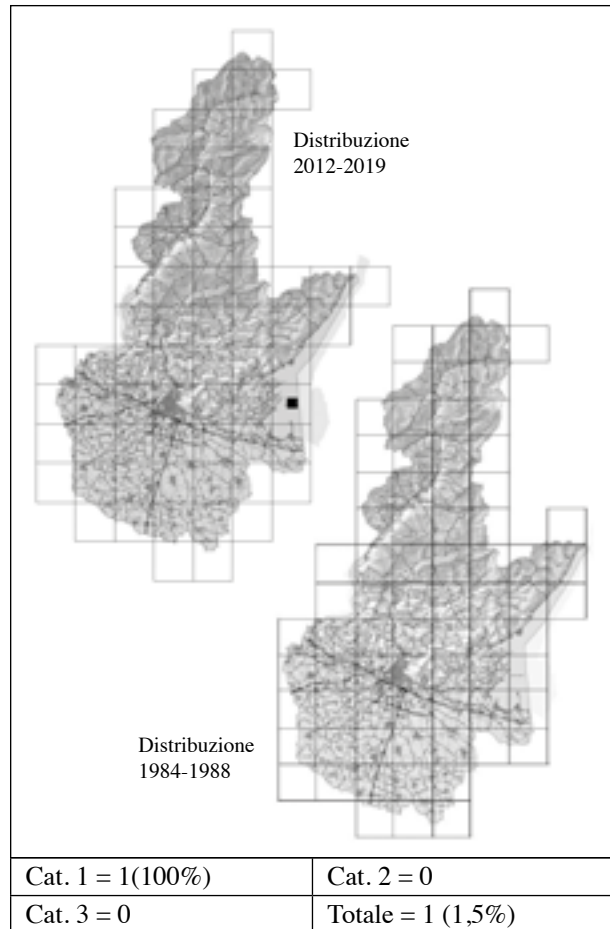 Distribuzione
2012-2019
Distribuzione
1984-1988
Cat. 1 = 1(100%)
Cat. 2 = 0
Cat. 3 = 0
Totale = 1 (1,5%)